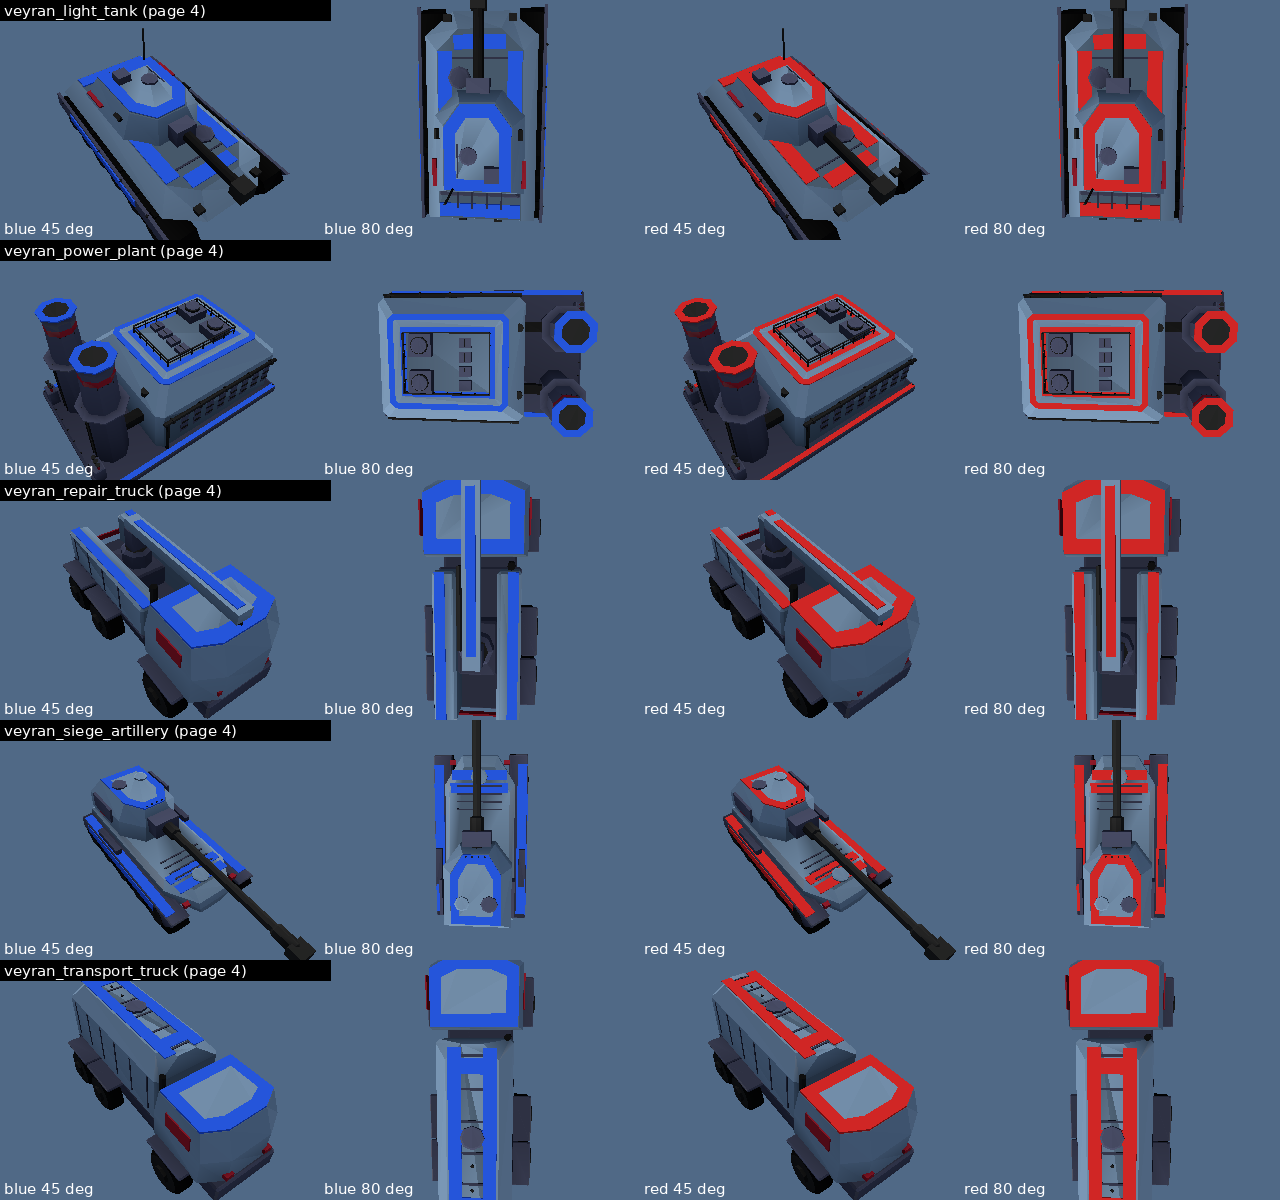 veyran_light_tank (page 4)
blue 45 deg
blue 80 deg
red 45 deg
red 80 deg
veyran_power_plant (page 4)
blue 45 deg
blue 80 deg
red 45 deg
red 80 deg
veyran_repair_truck (page 4)
blue 45 deg
blue 80 deg
red 45 deg
red 80 deg
veyran_siege_artillery (page 4)
blue 45 deg
blue 80 deg
red 45 deg
red 80 deg
veyran_transport_truck (page 4)
blue 45 deg
blue 80 deg
red 45 deg
red 80 deg